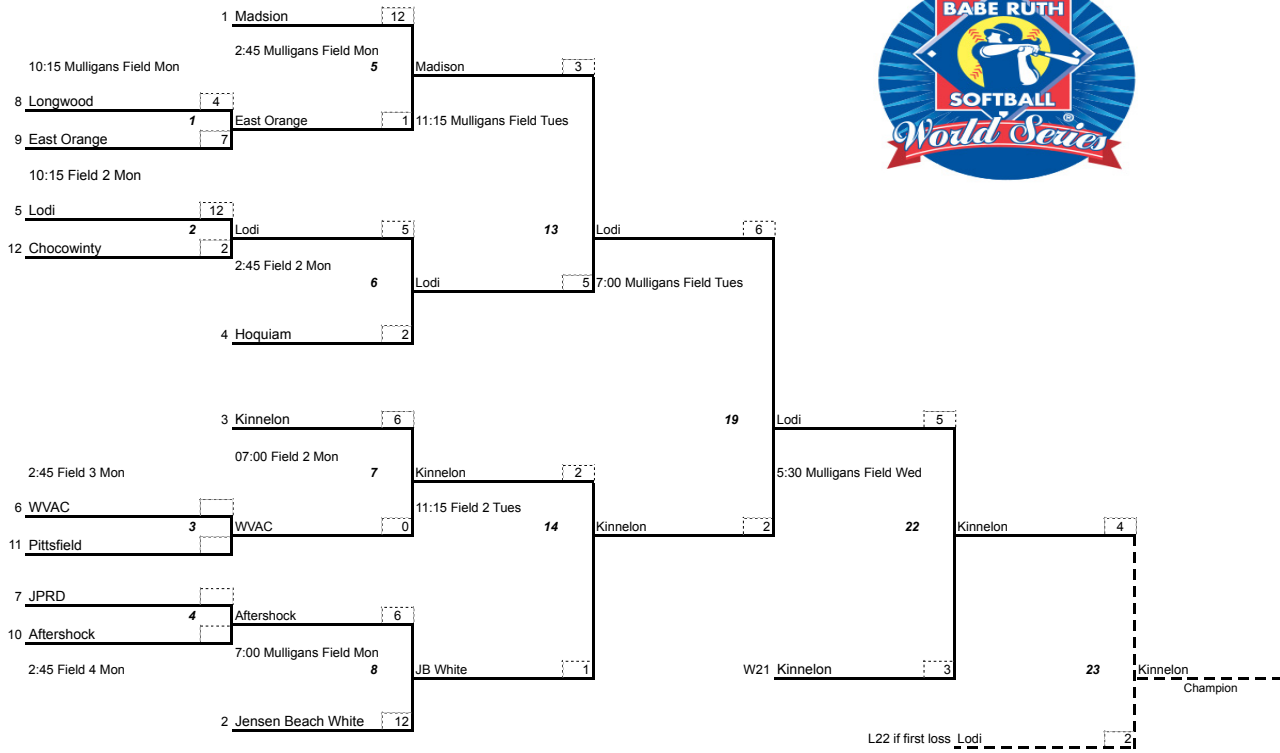 BABE RUTH
SOFTBALL
®
World Series
1 Madsion 12
2:45 Mulligans Field Mon
5
10:15 Mulligans Field Mon
Madison 3
8 Longwood 4
1
East Orange 1
11:15 Mulligans Field Tues
9 East Orange 7
10:15 Field 2 Mon
5 Lodi 12
2
Lodi 5
13
Lodi 6
12 Chocowinty 2
2:45 Field 2 Mon
6
Lodi 5
7:00 Mulligans Field Tues
4 Hoquiam 2
3 Kinnelon 6
19
Lodi 5
07:00 Field 2 Mon
2:45 Field 3 Mon
7
Kinnelon 2
5:30 Mulligans Field Wed
6 WVAC
11:15 Field 2 Tues
3
WVAC 0
14
Kinnelon 2
22
Kinnelon 4
11 Pittsfield
7 JPRD
4
Aftershock 6
10 Aftershock
7:00 Mulligans Field Mon
2:45 Field 4 Mon
8
JB White 1
W21 Kinnelon 3
23
Kinnelon
Champion
2 Jensen Beach White 12
L22 if first loss Lodi 2